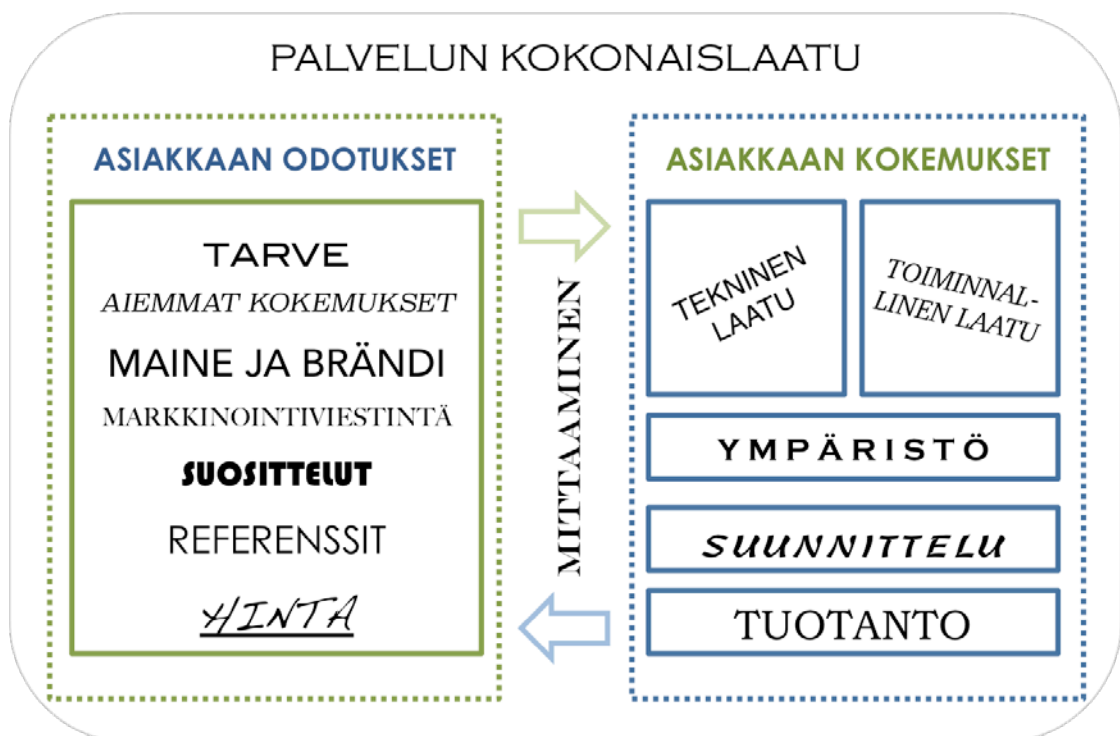 PALVELUN KOKONAISLAATU
ASIAKKAAN ODOTUKSET
TARVE
AIEMMAT KOKEMUKSET
MAINE JA BRÄNDI
MARKKINOINTIVIESTINTÄ
SUOSITTELUT
REFERENSSIT
HINTA
MITTAAMINEN
ASIAKKAAN KOKEMUKSET
TEKNINEN
LAATU
TOIMINNAL-
LINEN LAATU
YMPÄRISTÖ
SUUNNITTELU
TUOTANTO